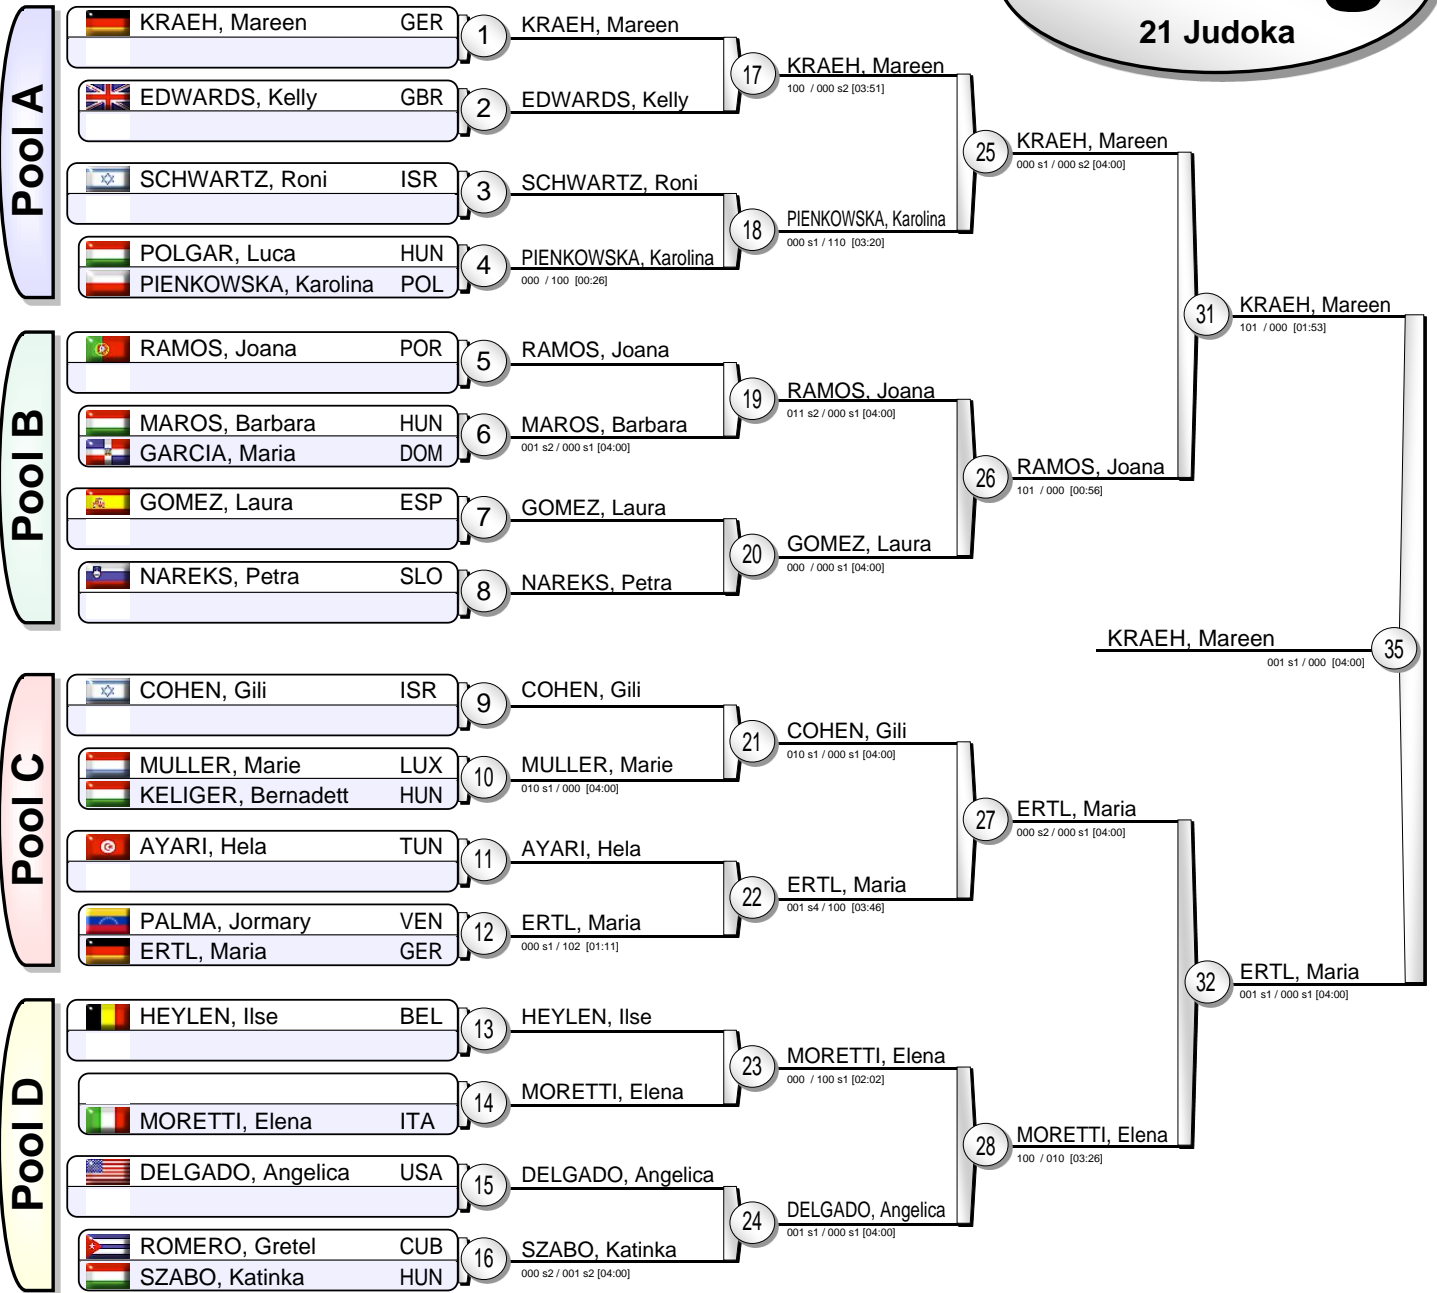 21 Judoka
Pool A
KRAEH, Mareen GER
1
KRAEH, Mareen
EDWARDS, Kelly GBR
2
EDWARDS, Kelly
17
KRAEH, Mareen
100 / 000 s2 [03:51]
SCHWARTZ, Roni ISR
3
SCHWARTZ, Roni
POLGAR, Luca HUN
PIENKOWSKA, Karolina POL
4
PIENKOWSKA, Karolina
000 / 100 [00:26]
18
PIENKOWSKA, Karolina
000 s1 / 110 [03:20]
25
KRAEH, Mareen
000 s1 / 000 s2 [04:00]
Pool B
RAMOS, Joana POR
5
RAMOS, Joana
MAROS, Barbara HUN
GARCIA, Maria DOM
6
MAROS, Barbara
001 s2 / 000 s1 [04:00]
19
RAMOS, Joana
011 s2 / 000 s1 [04:00]
GOMEZ, Laura ESP
7
GOMEZ, Laura
NAREKS, Petra SLO
8
NAREKS, Petra
20
GOMEZ, Laura
000 / 000 s1 [04:00]
26
RAMOS, Joana
101 / 000 [00:56]
31
KRAEH, Mareen
101 / 000 [01:53]
KRAEH, Mareen
001 s1 / 000 [04:00]
35
Pool C
COHEN, Gili ISR
9
COHEN, Gili
MULLER, Marie LUX
KELIGER, Bernadett HUN
10
MULLER, Marie
010 s1 / 000 [04:00]
21
COHEN, Gili
010 s1 / 000 s1 [04:00]
AYARI, Hela TUN
11
AYARI, Hela
PALMA, Jormary VEN
ERTL, Maria GER
12
ERTL, Maria
000 s1 / 102 [01:11]
22
ERTL, Maria
001 s4 / 100 [03:46]
27
ERTL, Maria
000 s2 / 000 s1 [04:00]
Pool D
HEYLEN, Ilse BEL
13
HEYLEN, Ilse
MORETTI, Elena ITA
14
MORETTI, Elena
23
MORETTI, Elena
000 / 100 s1 [02:02]
DELGADO, Angelica USA
15
DELGADO, Angelica
ROMERO, Gretel CUB
SZABO, Katinka HUN
16
SZABO, Katinka
000 s2 / 001 s2 [04:00]
24
DELGADO, Angelica
001 s1 / 000 s1 [04:00]
28
MORETTI, Elena
100 / 010 [03:26]
32
ERTL, Maria
001 s1 / 000 s1 [04:00]